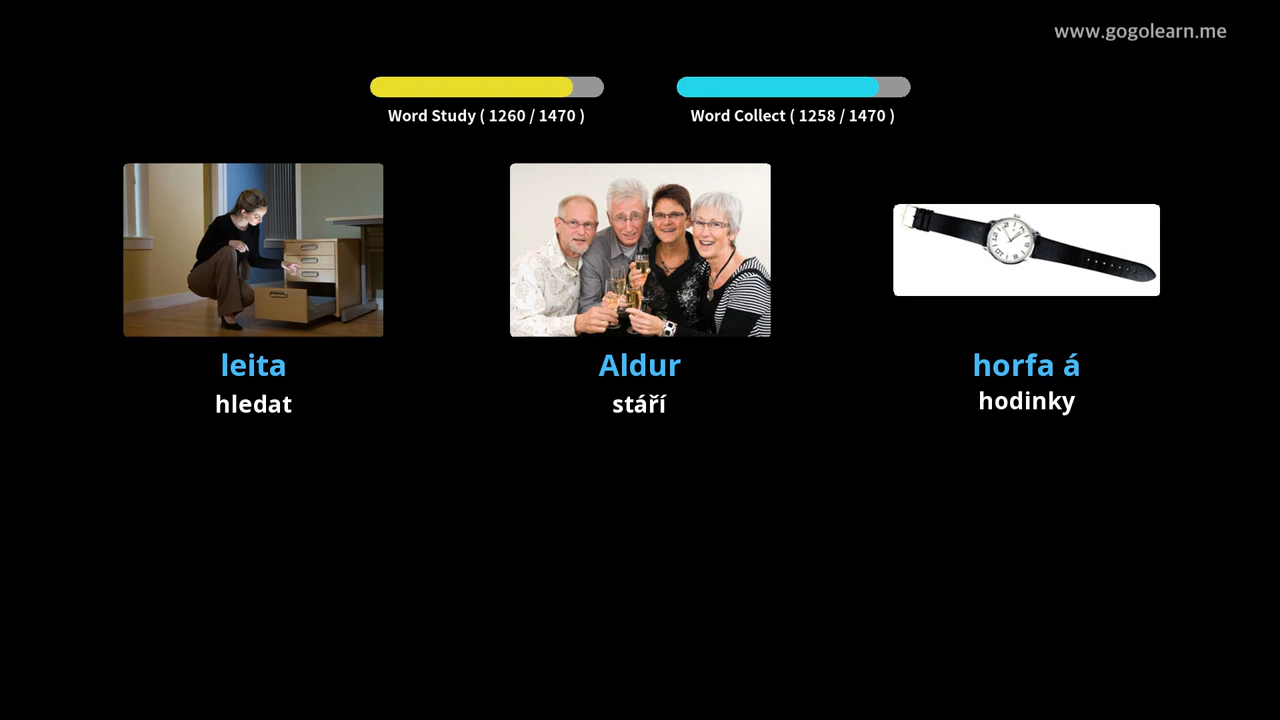 www.gogolearn.me
Word Study ( 1260 / 1470 )
Word Collect ( 1258 / 1470 )
leita
hledat
Aldur
stáří
horfa á
hodinky